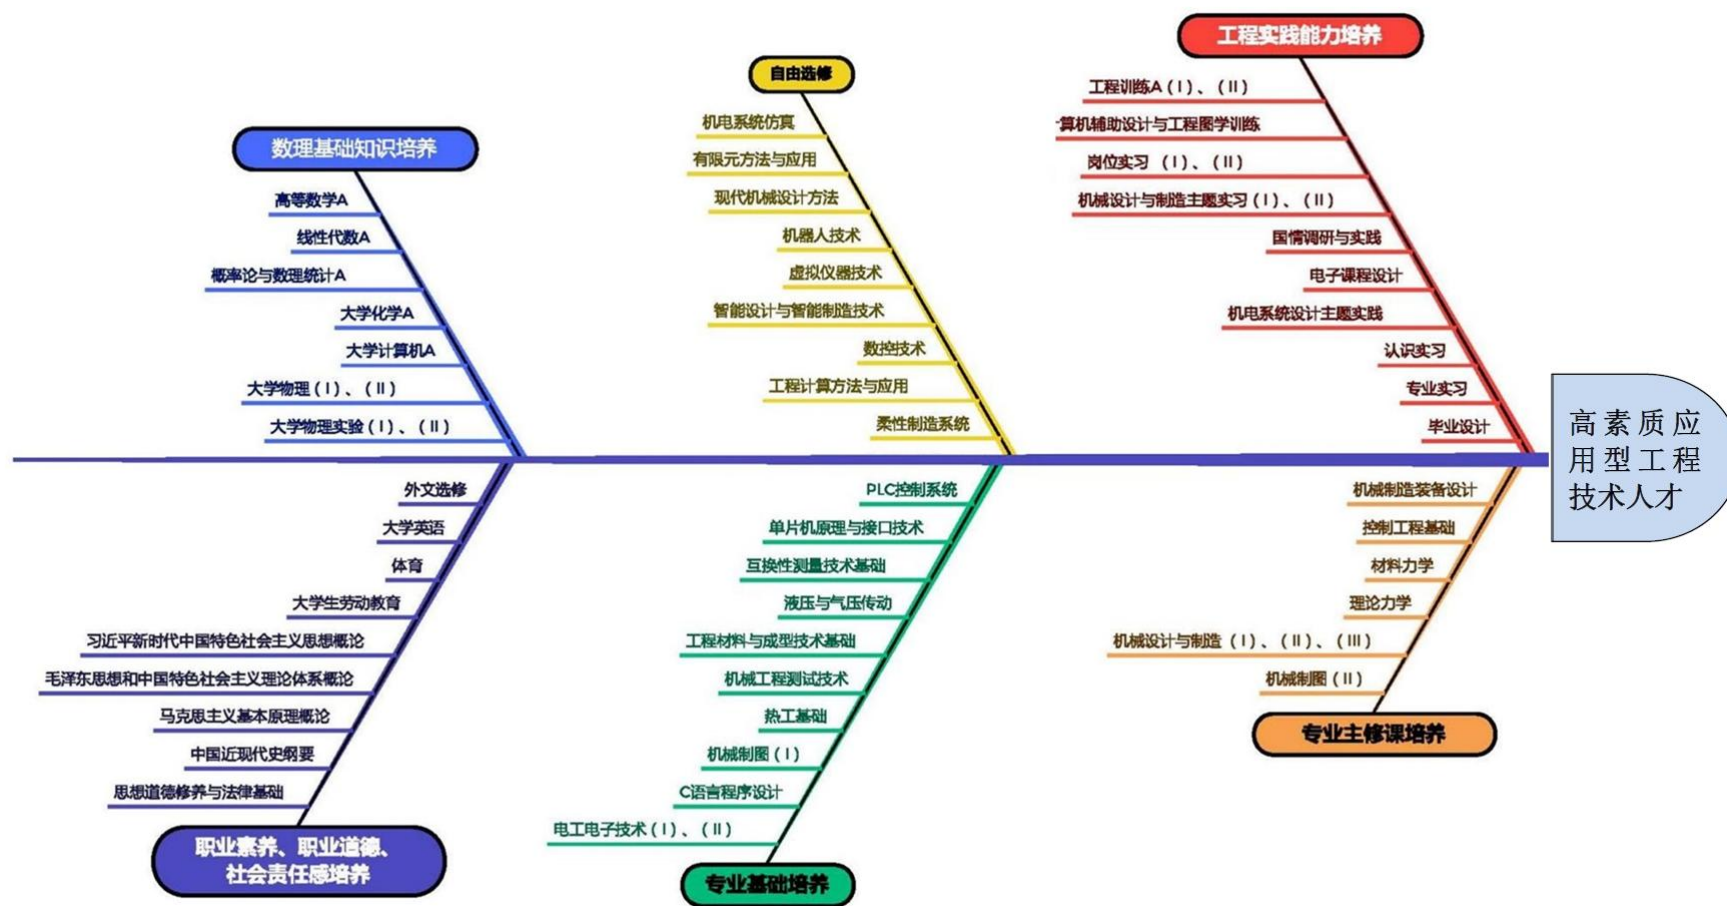 工程实践能力培养
工程训练A（I）、（II）
算机辅助设计与工程图学训练
岗位实习 （I）、（II）
机械设计与制造主题实习（I）、（II）
国情调研与实践
电子课程设计
机电系统设计主题实践
认识实习
专业实习
毕业设计
自由选修
机电系统仿真
有限元方法与应用
现代机械设计方法
机器人技术
虚拟仪器技术
智能设计与智能制造技术
数控技术
工程计算方法与应用
柔性制造系统
数理基础知识培养
高等数学A
线性代数A
概率论与数理统计A
大学化学A
大学计算机A
大学物理（I）、（II）
大学物理实验（I）、（II）
高素质应
用型工程
技术人才
外文选修
大学英语
体育
大学生劳动教育
习近平新时代中国特色社会主义思想概论
毛泽东思想和中国特色社会主义理论体系概论
马克思主义基本原理概论
中国近现代史纲要
思想道德修养与法律基础
职业素养、职业道德、
社会责任感培养
PLC控制系统
单片机原理与接口技术
互换性测量技术基础
液压与气压传动
工程材料与成型技术基础
机械工程测试技术
热工基础
机械制图（I）
C语言程序设计
电工电子技术（I）、（II）
专业基础培养
机械制造装备设计
控制工程基础
材料力学
理论力学
机械设计与制造（I）、（II）、（III）
机械制图（II）
专业主修课培养